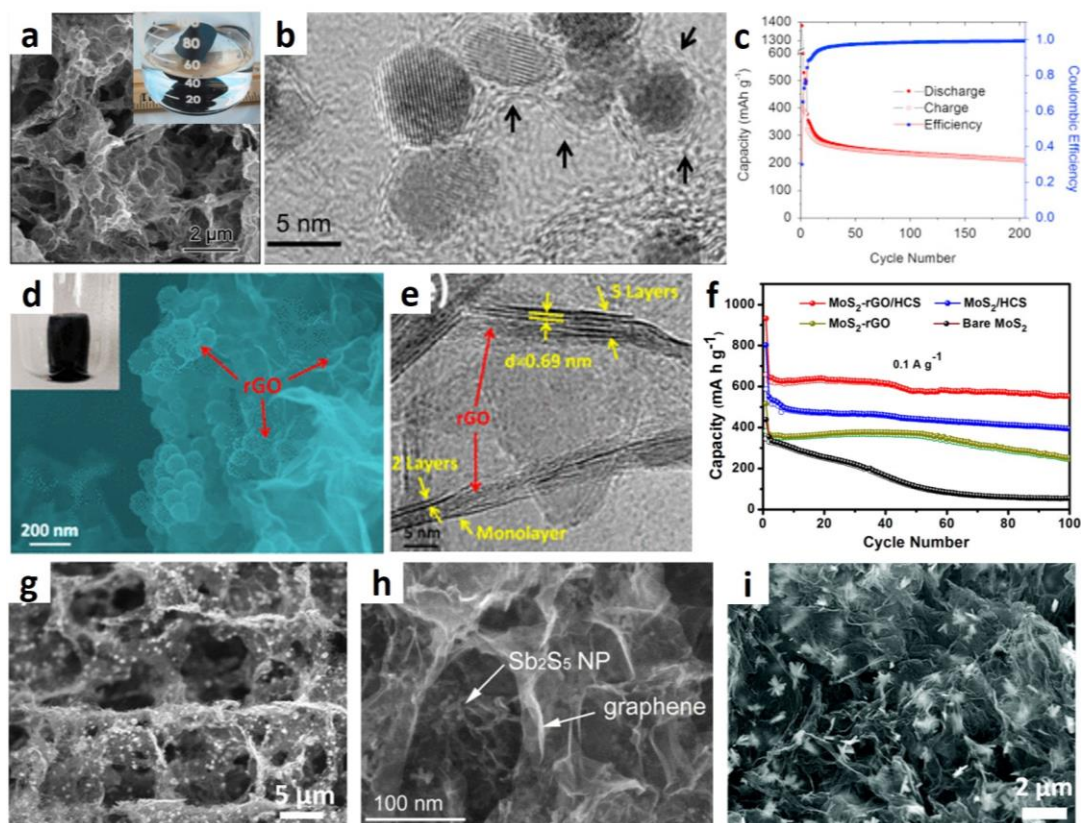 a
80
60
40
20
2 µm
b
5 nm
c
Capacity (mAh g⁻¹)
1400
1300
600
500
400
300
200
100
0
Discharge
Charge
Efficiency
1.0
0.8
0.6
0.4
0.2
0.0
Coulombic Efficiency
0 50 100 150 200
Cycle Number
d
rGO
200 nm
e
5 Layers
d=0.69 nm
rGO
2 Layers
Monolayer
5 nm
f
Capacity (mA h g⁻¹)
1000
800
600
400
200
0
MoS₂-rGO/HCS MoS₂/HCS
MoS₂-rGO Bare MoS₂
0.1 A g⁻¹
0 20 40 60 80 100
Cycle Number
g
5 µm
h
Sb₂S₅ NP
graphene
100 nm
i
2 µm